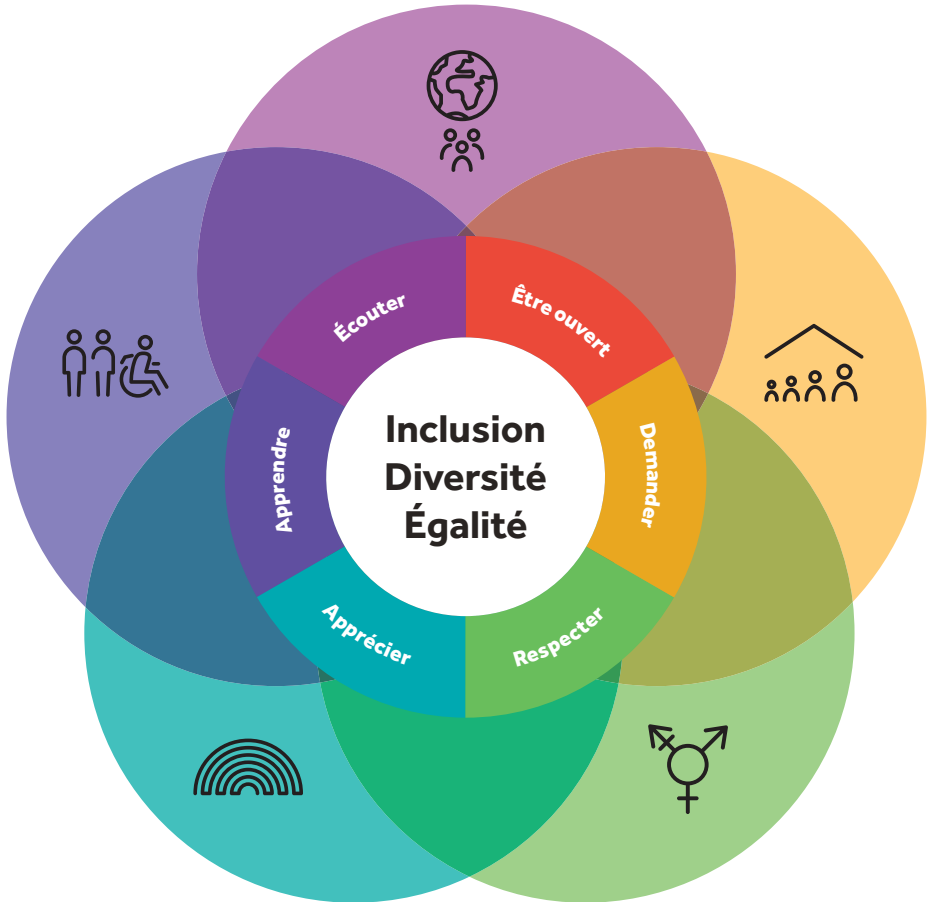 Écouter
Être ouvert
Demander
Respecter
Apprécier
Apprendre
Inclusion
Diversité
Égalité